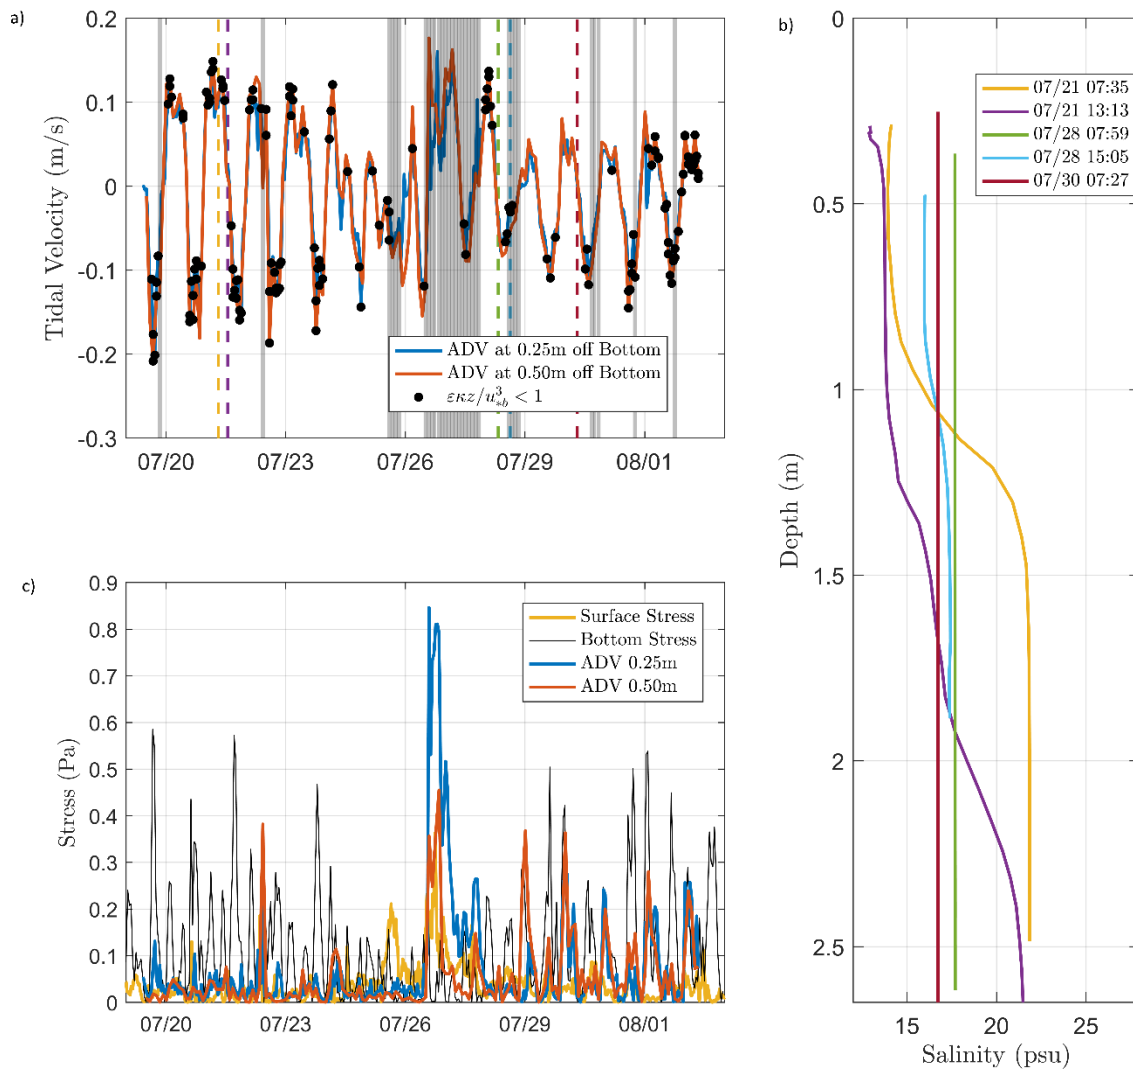 a)
0.2
0.1
0
-0.1
-0.2
-0.3
Tidal Velocity (m/s)
ADV at 0.25m off Bottom
ADV at 0.50m off Bottom
εκz/u³∗b < 1
07/20 07/23 07/26 07/29 08/01
b)
0
0.5
1
1.5
2
2.5
Depth (m)
07/21 07:35
07/21 13:13
07/28 07:59
07/28 15:05
07/30 07:27
15 20 25
Salinity (psu)
c)
0.9
0.8
0.7
0.6
0.5
0.4
0.3
0.2
0.1
0
Stress (Pa)
Surface Stress
Bottom Stress
ADV 0.25m
ADV 0.50m
07/20 07/23 07/26 07/29 08/01